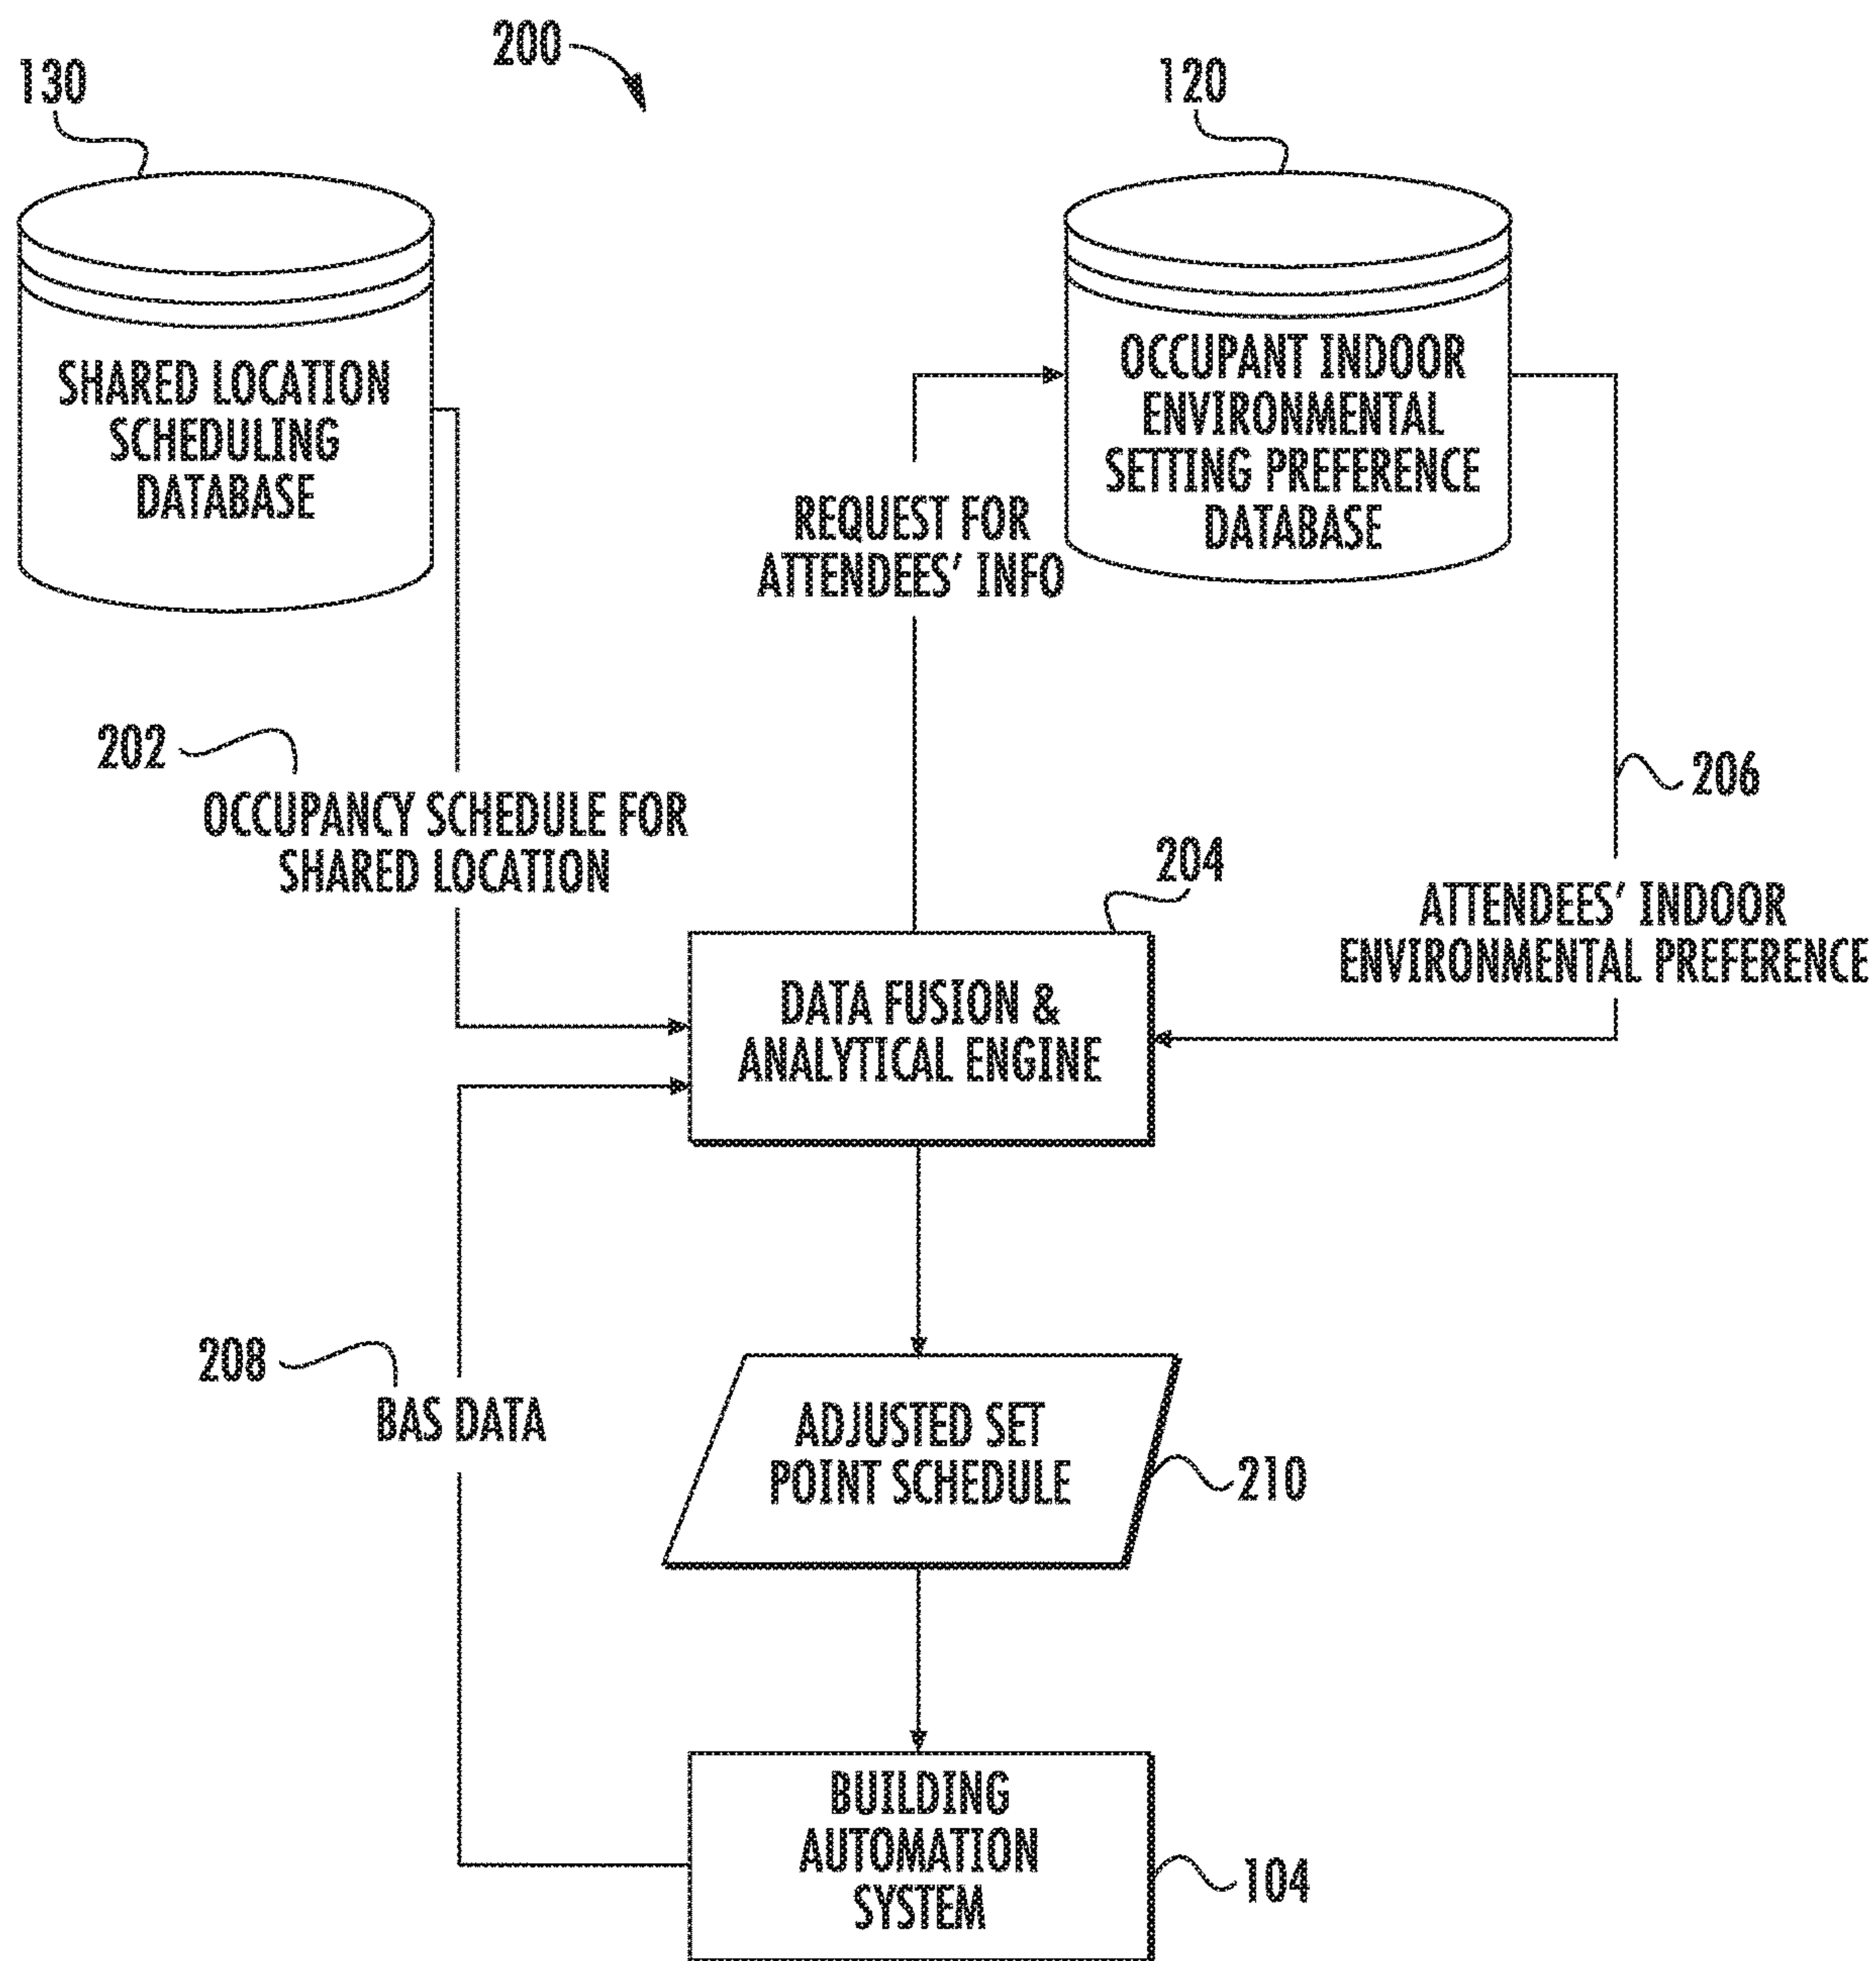 200
130
120
SHARED LOCATION
SCHEDULING
DATABASE
OCCUPANT INDOOR
ENVIRONMENTAL
SETTING PREFERENCE
DATABASE
REQUEST FOR
ATTENDEES' INFO
202
OCCUPANCY SCHEDULE FOR
SHARED LOCATION
206
204
ATTENDEES' INDOOR
ENVIRONMENTAL PREFERENCE
DATA FUSION &
ANALYTICAL ENGINE
208
BAS DATA
ADJUSTED SET
POINT SCHEDULE
210
BUILDING
AUTOMATION
SYSTEM
104